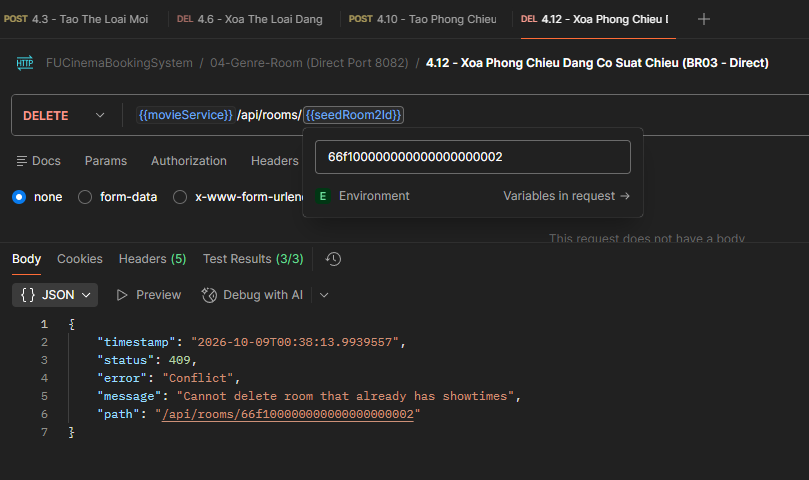 POST 4.3 - Tao The Loai Moi DEL 4.6 - Xoa The Loai Dang POST 4.10 - Tao Phong Chieu DEL 4.12 - Xoa Phong Chieu
HTTP FUCinemaBookingSystem / 04-Genre-Room (Direct Port 8082) / 4.12 - Xoa Phong Chieu Dang Co Suat Chieu (BR03 - Direct)
DELETE {{movieService}} /api/rooms/ {{seedRoom2Id}}
66f100000000000000000002
E Environment Variables in request →
Docs Params Authorization Headers
none form-data x-www-form-urlen
This request does not have a body
Body Cookies Headers (5) Test Results (3/3)
{ } JSON Preview Debug with AI
1 {
2 "timestamp": "2026-10-09T00:38:13.9939557",
3 "status": 409,
4 "error": "Conflict",
5 "message": "Cannot delete room that already has showtimes",
6 "path": "/api/rooms/66f100000000000000000002"
7 }